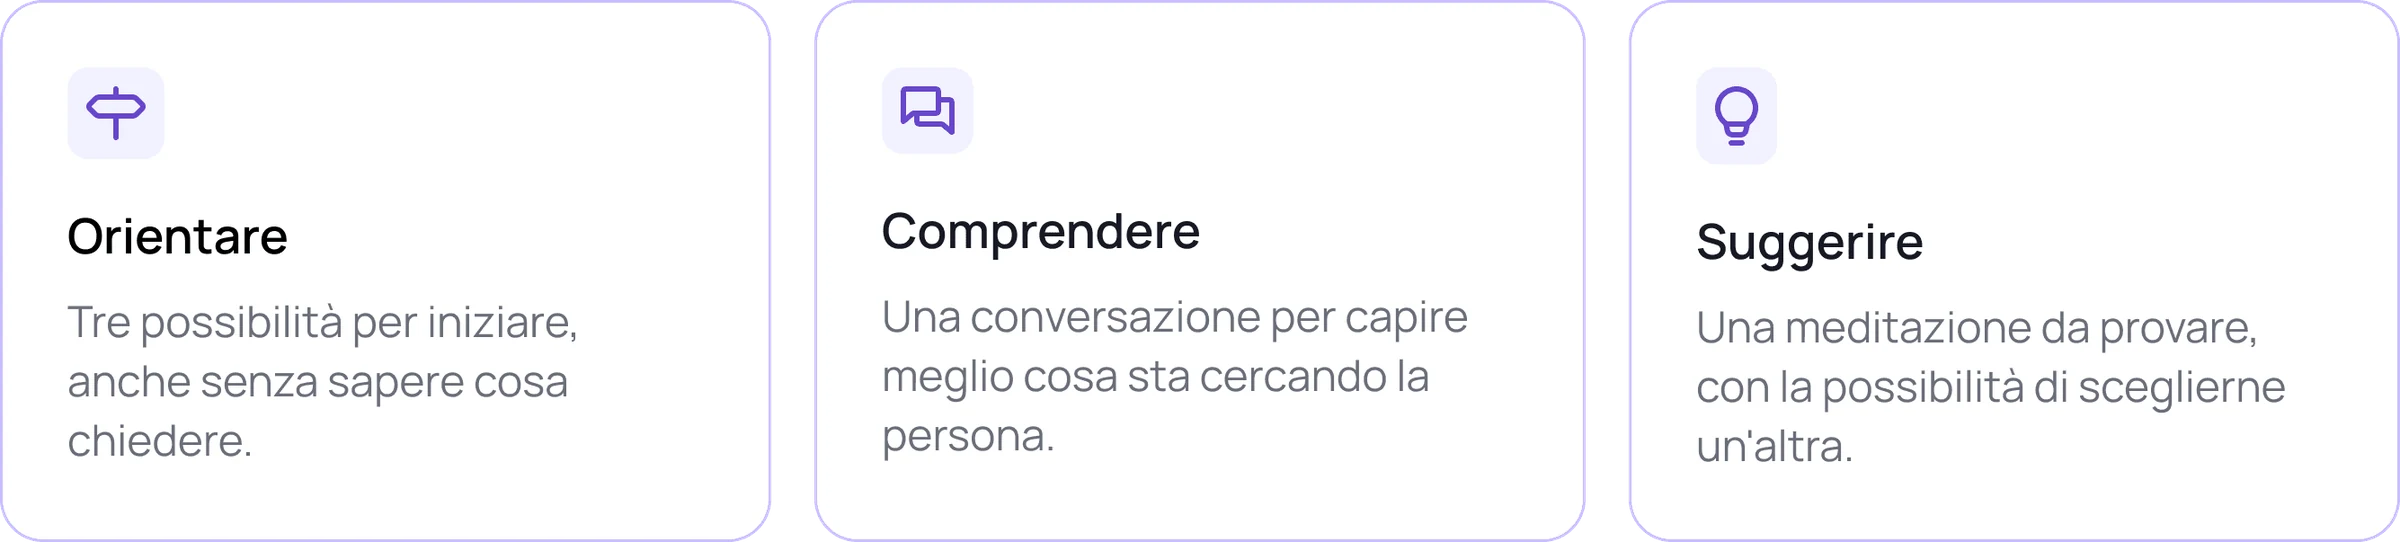 Orientare
Tre possibilità per iniziare,
anche senza sapere cosa
chiedere.
Comprendere
Una conversazione per capire
meglio cosa sta cercando la
persona.
Suggerire
Una meditazione da provare,
con la possibilità di sceglierne
un'altra.